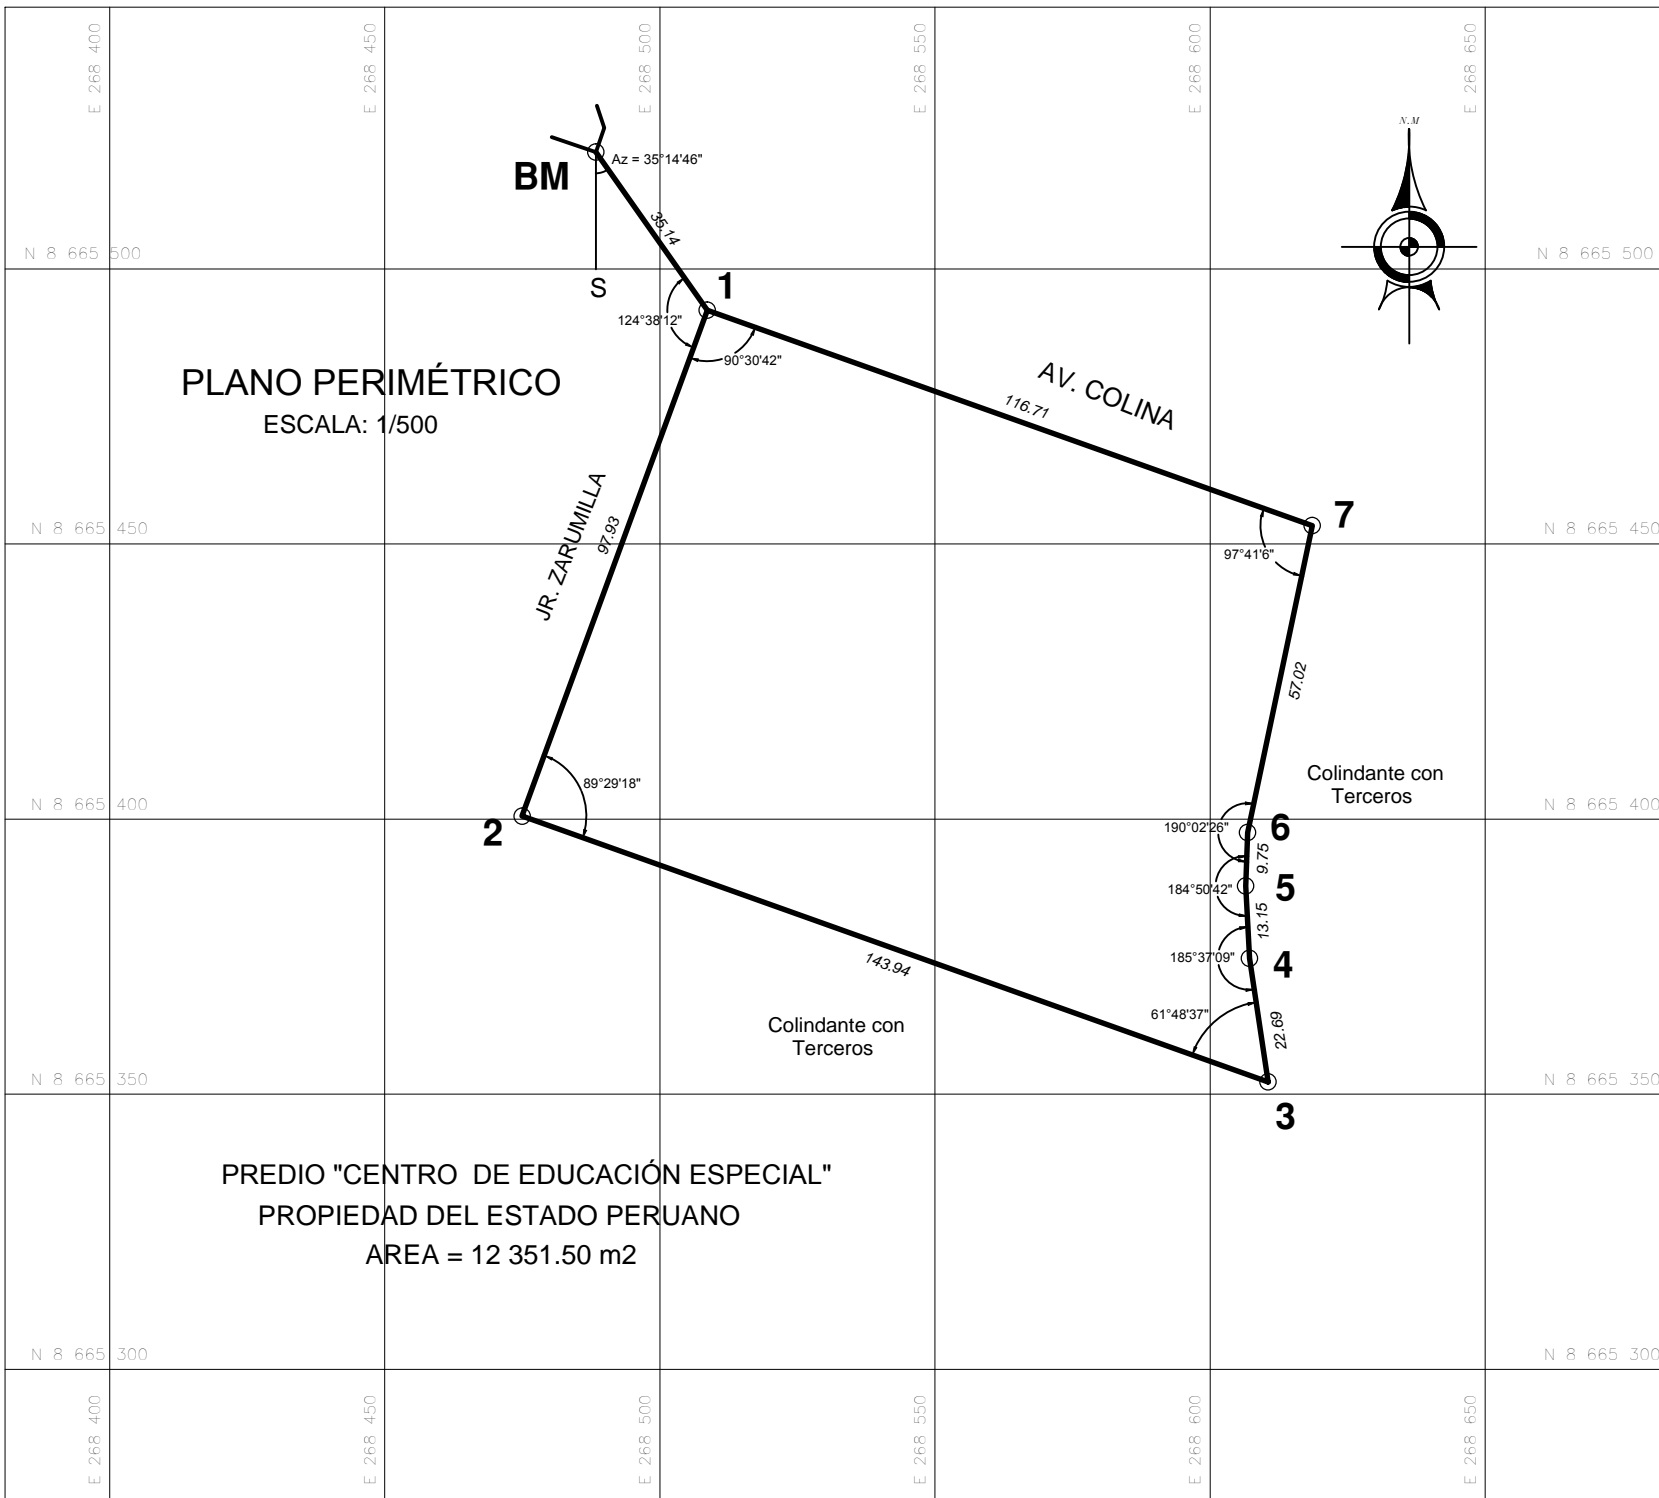 E 268 400
E 268 450
E 268 500
E 268 550
E 268 600
E 268 650
N.M
BM
Az = 35°14'46"
35.14
N 8 665 500
N 8 665 500
S
1
124°38'12"
90°30'42"
PLANO PERIMÉTRICO
ESCALA: 1/500
AV. COLINA
116.71
JR. ZARUMILLA
97.93
7
N 8 665 450
N 8 665 450
97°41'6"
57.02
Colindante con
Terceros
89°29'18"
N 8 665 400
N 8 665 400
2
190°02'26"
6
9.75
184°50'42"
5
13.15
185°37'09"
4
143.94
61°48'37"
22.69
Colindante con
Terceros
N 8 665 350
N 8 665 350
3
PREDIO "CENTRO DE EDUCACIÓN ESPECIAL"
PROPIEDAD DEL ESTADO PERUANO
AREA = 12 351.50 m2
N 8 665 300
N 8 665 300
E 268 400
E 268 450
E 268 500
E 268 550
E 268 600
E 268 650